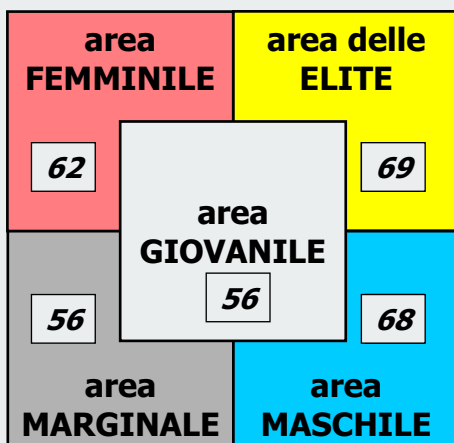 area
FEMMINILE
62
area delle
ELITE
69
area
GIOVANILE
56
56
area
MARGINALE
68
area
MASCHILE